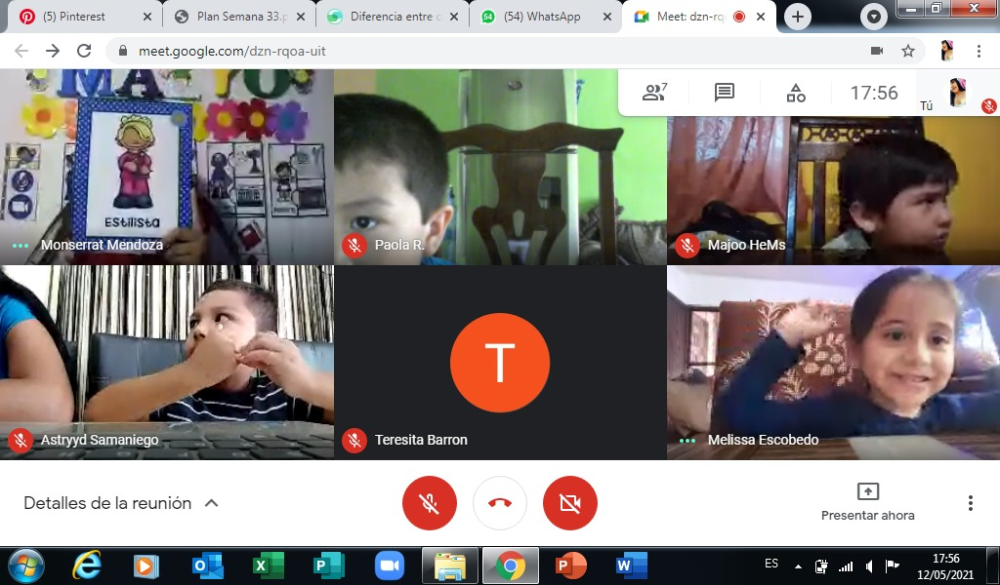 (5) Pinterest
Plan Semana 33.p
Diferencia entre c
(54) WhatsApp
Meet: dzn-rq
meet.google.com/dzn-rqoa-uit
7
17:56
Tú
Estilista
Monserrat Mendoza
Paola R.
Majoo HeMs
Astryyd Samaniego
T
Teresita Barron
Melissa Escobedo
Detalles de la reunión
Presentar ahora
ES
17:56
12/05/2021